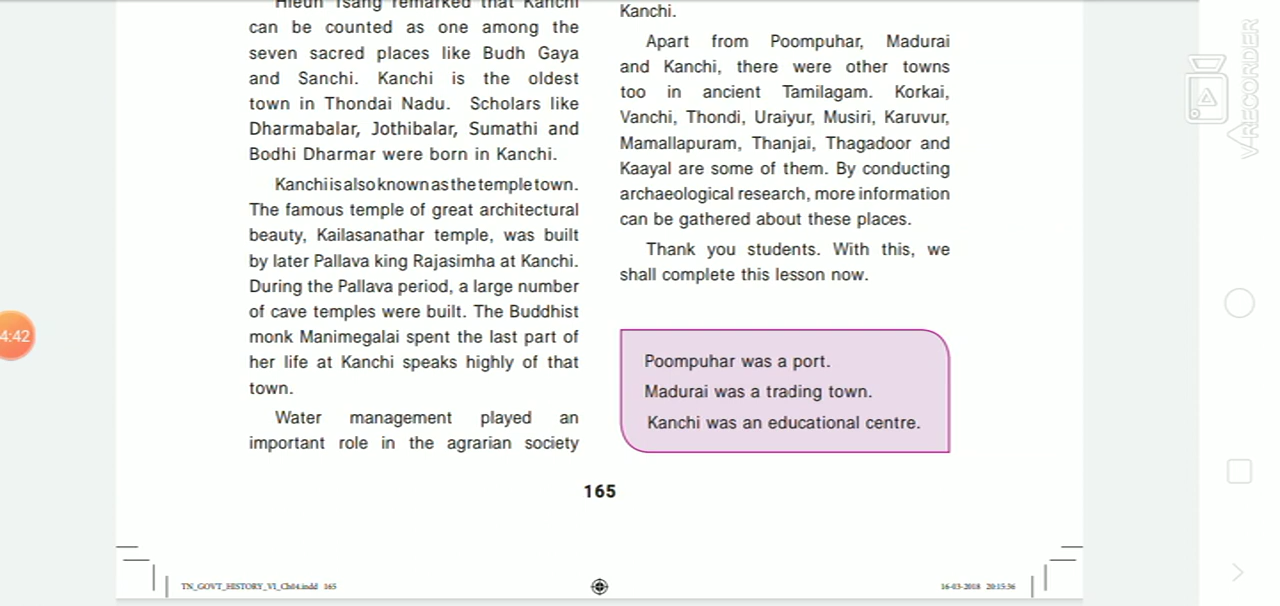 Hieun Tsang remarked that Kanchi
can be counted as one among the
seven sacred places like Budh Gaya
and Sanchi. Kanchi is the oldest
town in Thondai Nadu. Scholars like
Dharmabalar, Jothibalar, Sumathi and
Bodhi Dharmar were born in Kanchi.
Kanchi is also known as the temple town.
The famous temple of great architectural
beauty, Kailasanathar temple, was built
by later Pallava king Rajasimha at Kanchi.
During the Pallava period, a large number
of cave temples were built. The Buddhist
monk Manimegalai spent the last part of
her life at Kanchi speaks highly of that
town.
Water management played an
important role in the agrarian society
Kanchi.
Apart from Poompuhar, Madurai
and Kanchi, there were other towns
too in ancient Tamilagam. Korkai,
Vanchi, Thondi, Uraiyur, Musiri, Karuvur,
Mamallapuram, Thanjai, Thagadoor and
Kaayal are some of them. By conducting
archaeological research, more information
can be gathered about these places.
Thank you students. With this, we
shall complete this lesson now.
Poompuhar was a port.
Madurai was a trading town.
Kanchi was an educational centre.
165
TN_GOVT_HISTORY_VI_Ch04.indd 165
16-03-2018 20:15:36
4:42
V-RECORDER